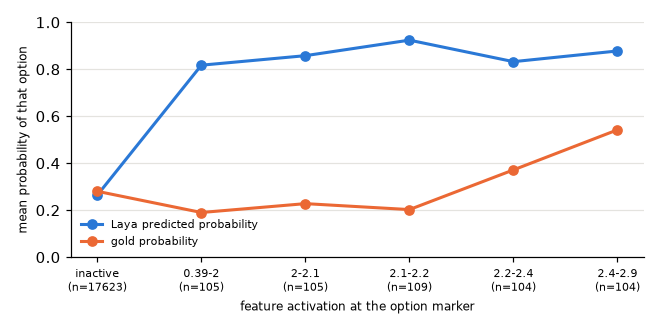 mean probability of that option
1.0
0.8
0.6
0.4
0.2
0.0
Laya predicted probability
gold probability
inactive
(n=17623)
0.39-2
(n=105)
2-2.1
(n=105)
2.1-2.2
(n=109)
2.2-2.4
(n=104)
2.4-2.9
(n=104)
feature activation at the option marker